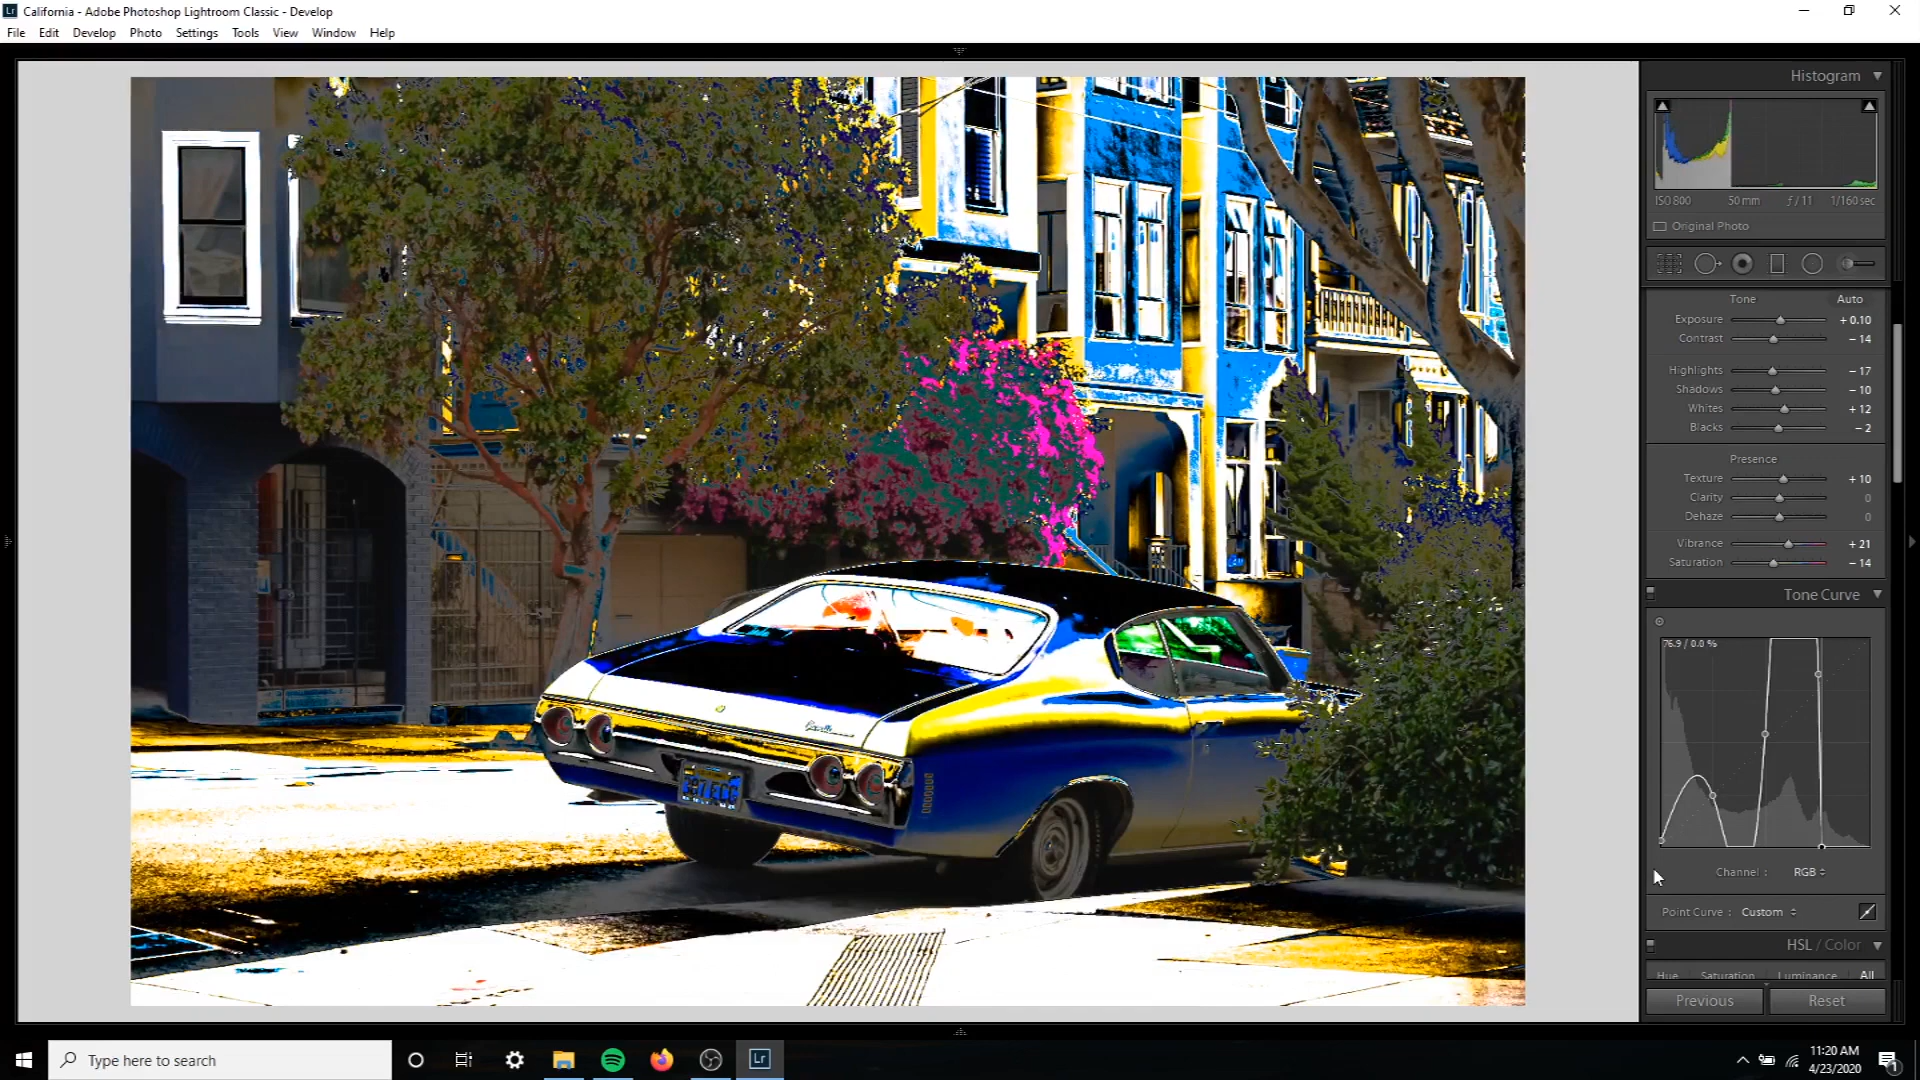 Lr California - Adobe Photoshop Lightroom Classic - Develop
File Edit Develop Photo Settings Tools View Window Help
Histogram
ISO 800 50 mm ƒ / 11 1/160 sec
Original Photo
Tone Auto
Exposure + 0.10
Contrast − 14
Highlights − 17
Shadows − 10
Whites + 12
Blacks − 2
Presence
Texture + 10
Clarity 0
Dehaze 0
Vibrance + 21
Saturation − 14
Tone Curve
76.9 / 0.0 %
Channel : RGB
Point Curve : Custom
HSL / Color
Hue Saturation Luminance All
Previous Reset
Type here to search
Lr
11:20 AM
4/23/2020
1